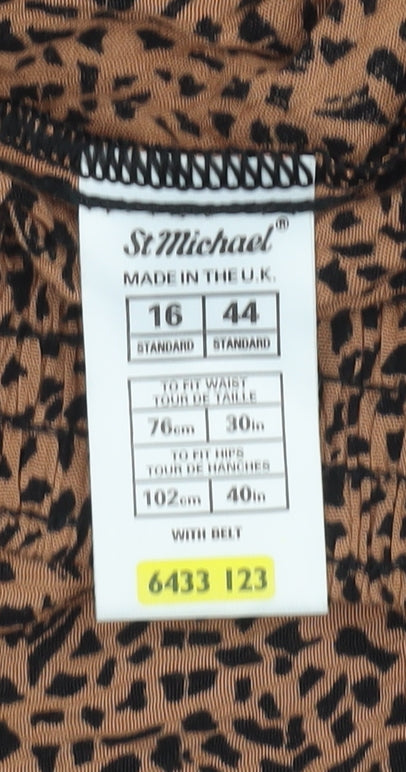 St Michael®
MADE IN THE U.K.
16 44
STANDARD STANDARD
TO FIT WAIST
TOUR DE TAILLE
76cm 30in
TO FIT HIPS
TOUR DE HANCHES
102cm 40in
WITH BELT
6433 123